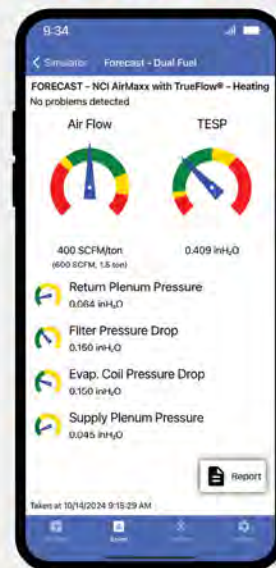 9:34
Simulator
Forecast - Dual Fuel
FORECAST - NCI AirMaxx with TrueFlow® - Heating
No problems detected
Air Flow
TESP
400 SCFM/ton
0.409 inH₂O
(600 SCFM, 1.5 ton)
Return Plenum Pressure
0.064 inH₂O
Filter Pressure Drop
0.150 inH₂O
Evap. Coil Pressure Drop
0.150 inH₂O
Supply Plenum Pressure
0.045 inH₂O
Report
Taken at 10/14/2024 9:15:29 AM